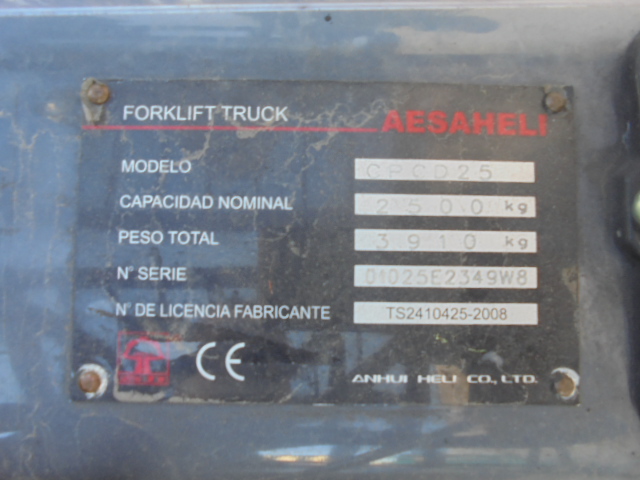 FORKLIFT TRUCK AESAHELI
MODELO CPCD25
CAPACIDAD NOMINAL 2500 kg
PESO TOTAL 3910 kg
Nº SERIE 01025E2349W8
Nº DE LICENCIA FABRICANTE TS2410425-2008
CE ANHUI HELI CO., LTD.